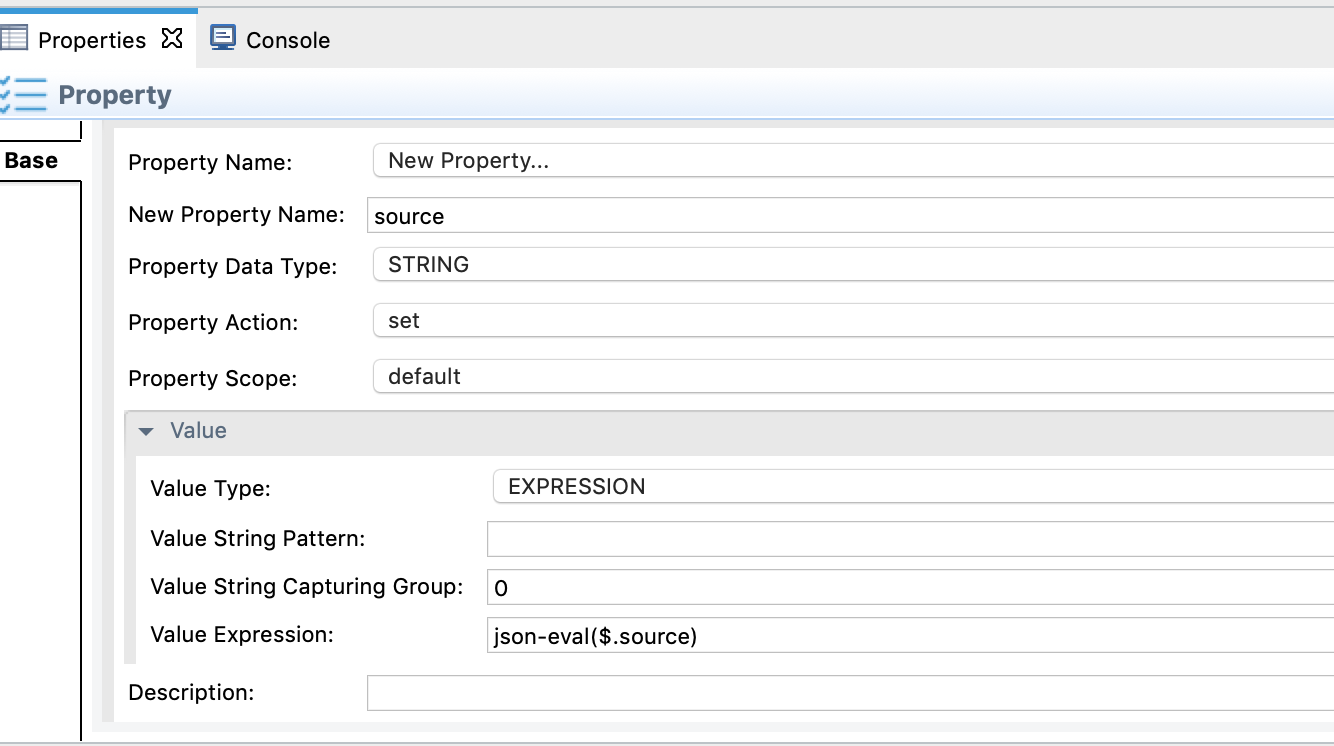 Properties Console
Property
Base
Property Name: New Property...
New Property Name: source
Property Data Type: STRING
Property Action: set
Property Scope: default
Value
Value Type: EXPRESSION
Value String Pattern:
Value String Capturing Group: 0
Value Expression: json-eval($.source)
Description: